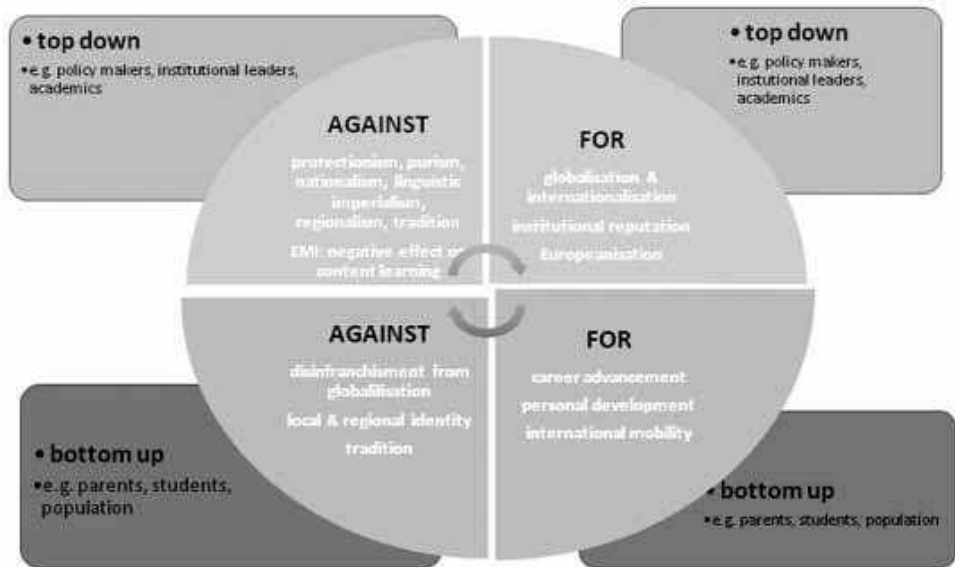 • top down
•e.g. policy makers, institutional leaders,
academics
• top down
•e.g. policy makers,
instutional leaders,
academics
AGAINST
protectionism, purism,
nationalism, linguistic
imperialism,
regionalism, tradition
EMI: negative effect on
content learning
FOR
globalisation &
internationalisation
institutional reputation
Europeanisation
AGAINST
disinfranchisment from
globalilisation
local & regional identity
tradition
FOR
career advancement
personal development
international mobility
• bottom up
•e.g. parents, students,
population
• bottom up
•e.g. parents, students, population